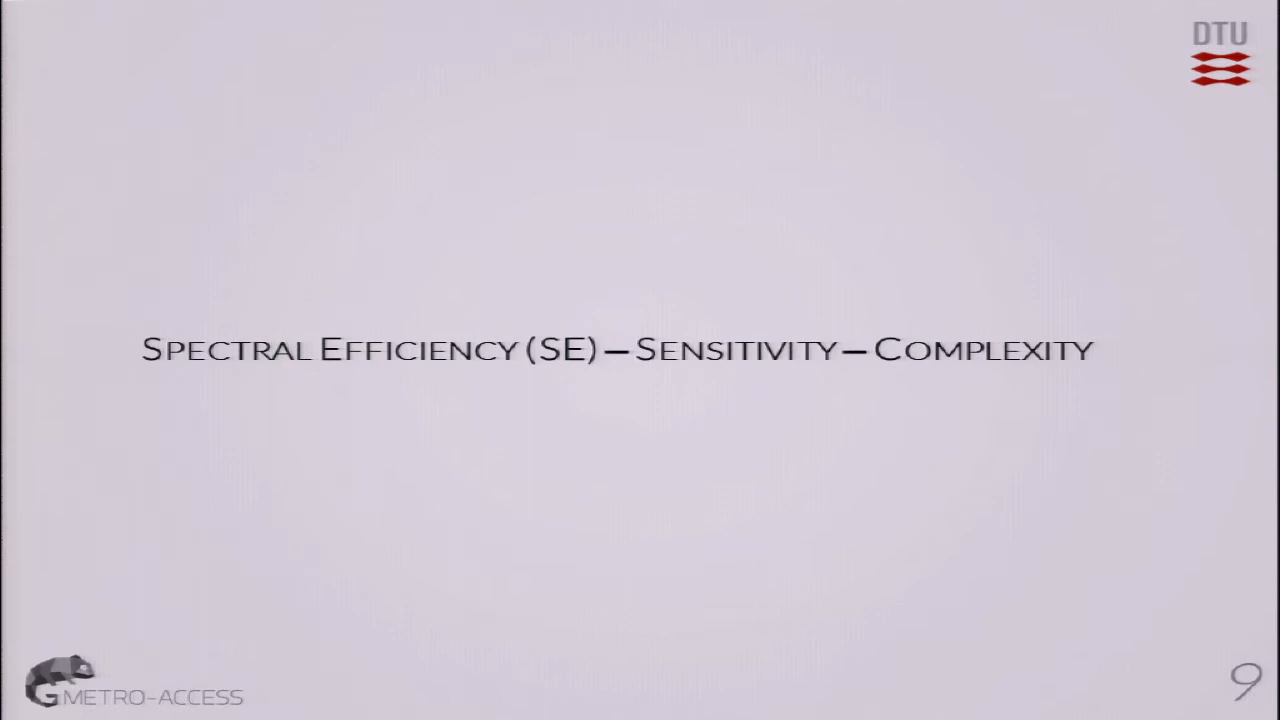 DTU
SPECTRAL EFFICIENCY (SE) – SENSITIVITY – COMPLEXITY
G METRO-ACCESS
9